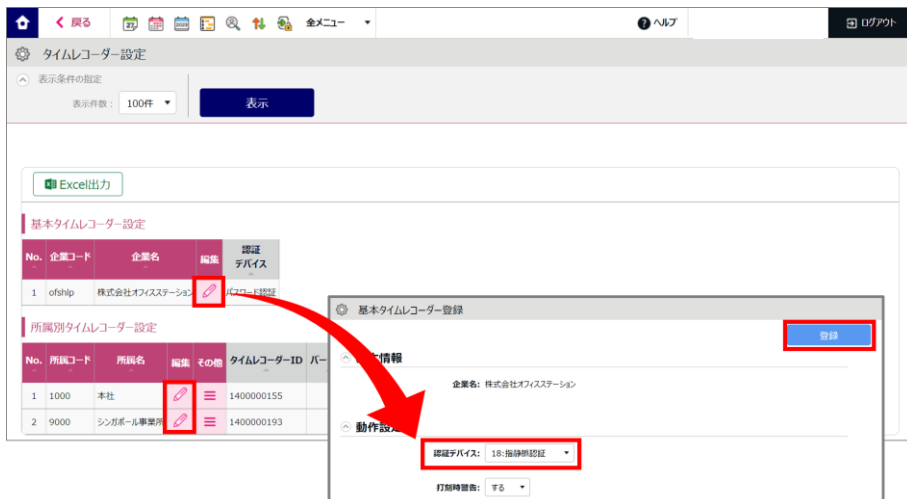 戻る 全メニュー ヘルプ ログアウト
タイムレコーダー設定
表示条件の指定
表示件数： 100件 表示
Excel出力
基本タイムレコーダー設定
No. 企業コード 企業名 編集 認証デバイス
1 ofshlp 株式会社オフィスステーション パスワード認証
所属別タイムレコーダー設定
No. 所属コード 所属名 編集 その他 タイムレコーダーID バー
1 1000 本社 1400000155
2 9000 シンガポール事業所 1400000193
基本タイムレコーダー登録
登録
情報
企業名： 株式会社オフィスステーション
動作設
認証デバイス： 18:指静脈認証
打刻時警告： する